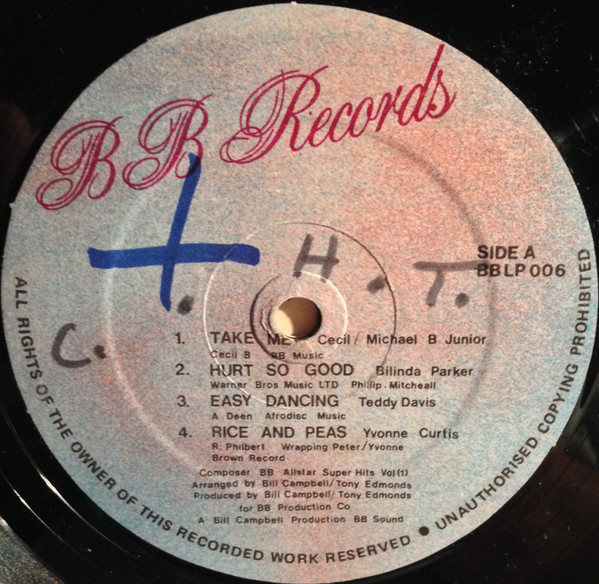 BB Records
SIDE A
BBLP 006
C. H. T.
1. TAKE ME Cecil / Michael B Junior
Cecil B BB Music
2. HURT SO GOOD Bilinda Parker
Warner Bros Music LTD Phillip. Mitcheall
3. EASY DANCING Teddy Davis
A Deen Afrodisc Music
4. RICE AND PEAS Yvonne Curtis
R. Philbert Wrapping Peter/Yvonne
Brown Record
Composer BB Allstar Super Hits Vol(1)
Arranged by Bill Campbell/Tony Edmonds
Produced by Bill Campbell/Tony Edmonds
for BB Production Co
A Bill Campbell Production BB Sound
ALL RIGHTS OF THE OWNER OF THIS RECORDED WORK RESERVED ● UNAUTHORISED COPYING PROHIBITED